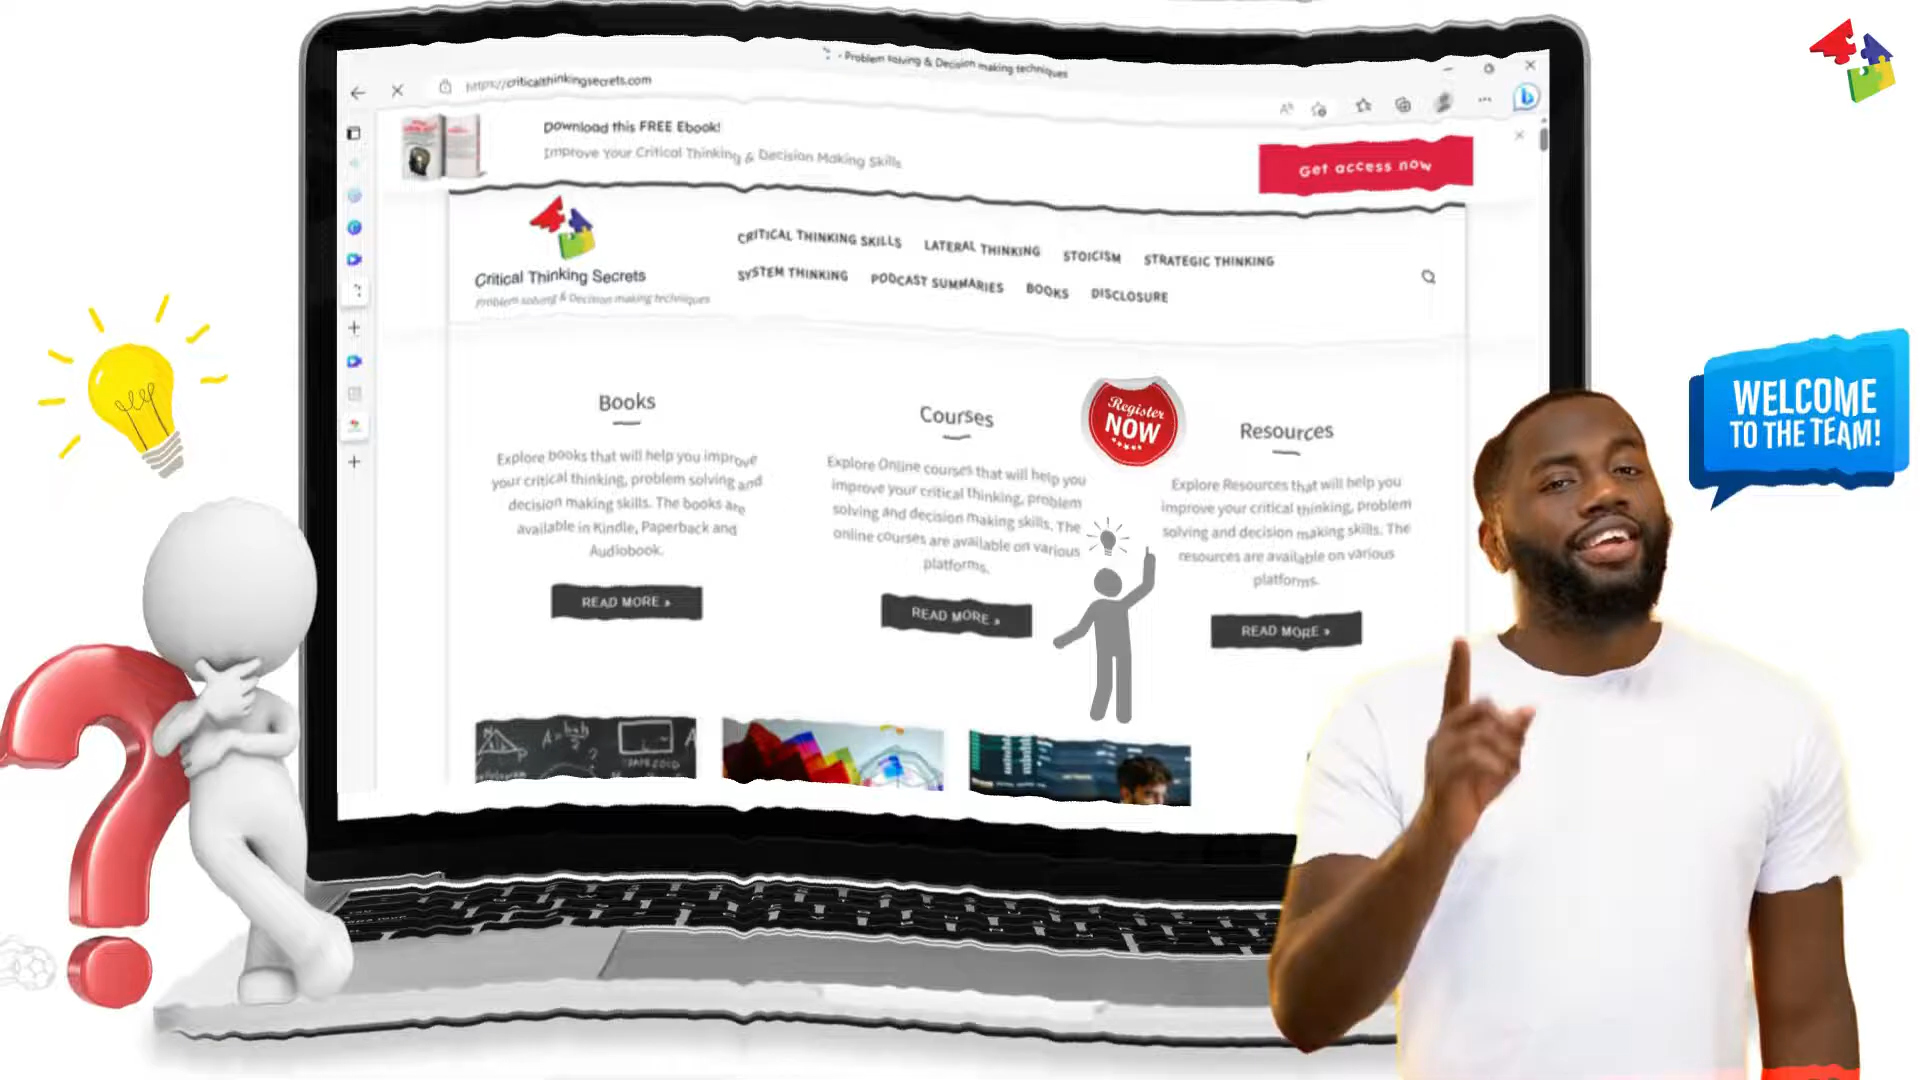 - Problem solving & Decision making techniques
https://criticalthinkingsecrets.com
Download this FREE Ebook!
Improve Your Critical Thinking & Decision Making Skills
Get access now
CRITICAL THINKING SKILLS LATERAL THINKING STOICISM STRATEGIC THINKING
SYSTEM THINKING PODCAST SUMMARIES BOOKS DISCLOSURE
Critical Thinking Secrets
Problem solving & Decision making techniques
Books
Explore books that will help you improve
your critical thinking, problem solving and
decision making skills. The books are
available in Kindle, Paperback and
Audiobook.
READ MORE »
Courses
Explore Online courses that will help you
improve your critical thinking, problem
solving and decision making skills. The
online courses are available on various
platforms.
READ MORE »
Register
NOW
Resources
Explore Resources that will help you
improve your critical thinking, problem
solving and decision making skills. The
resources are available on various
platforms.
READ MORE »
WELCOME
TO THE TEAM!
TRAPEZOID